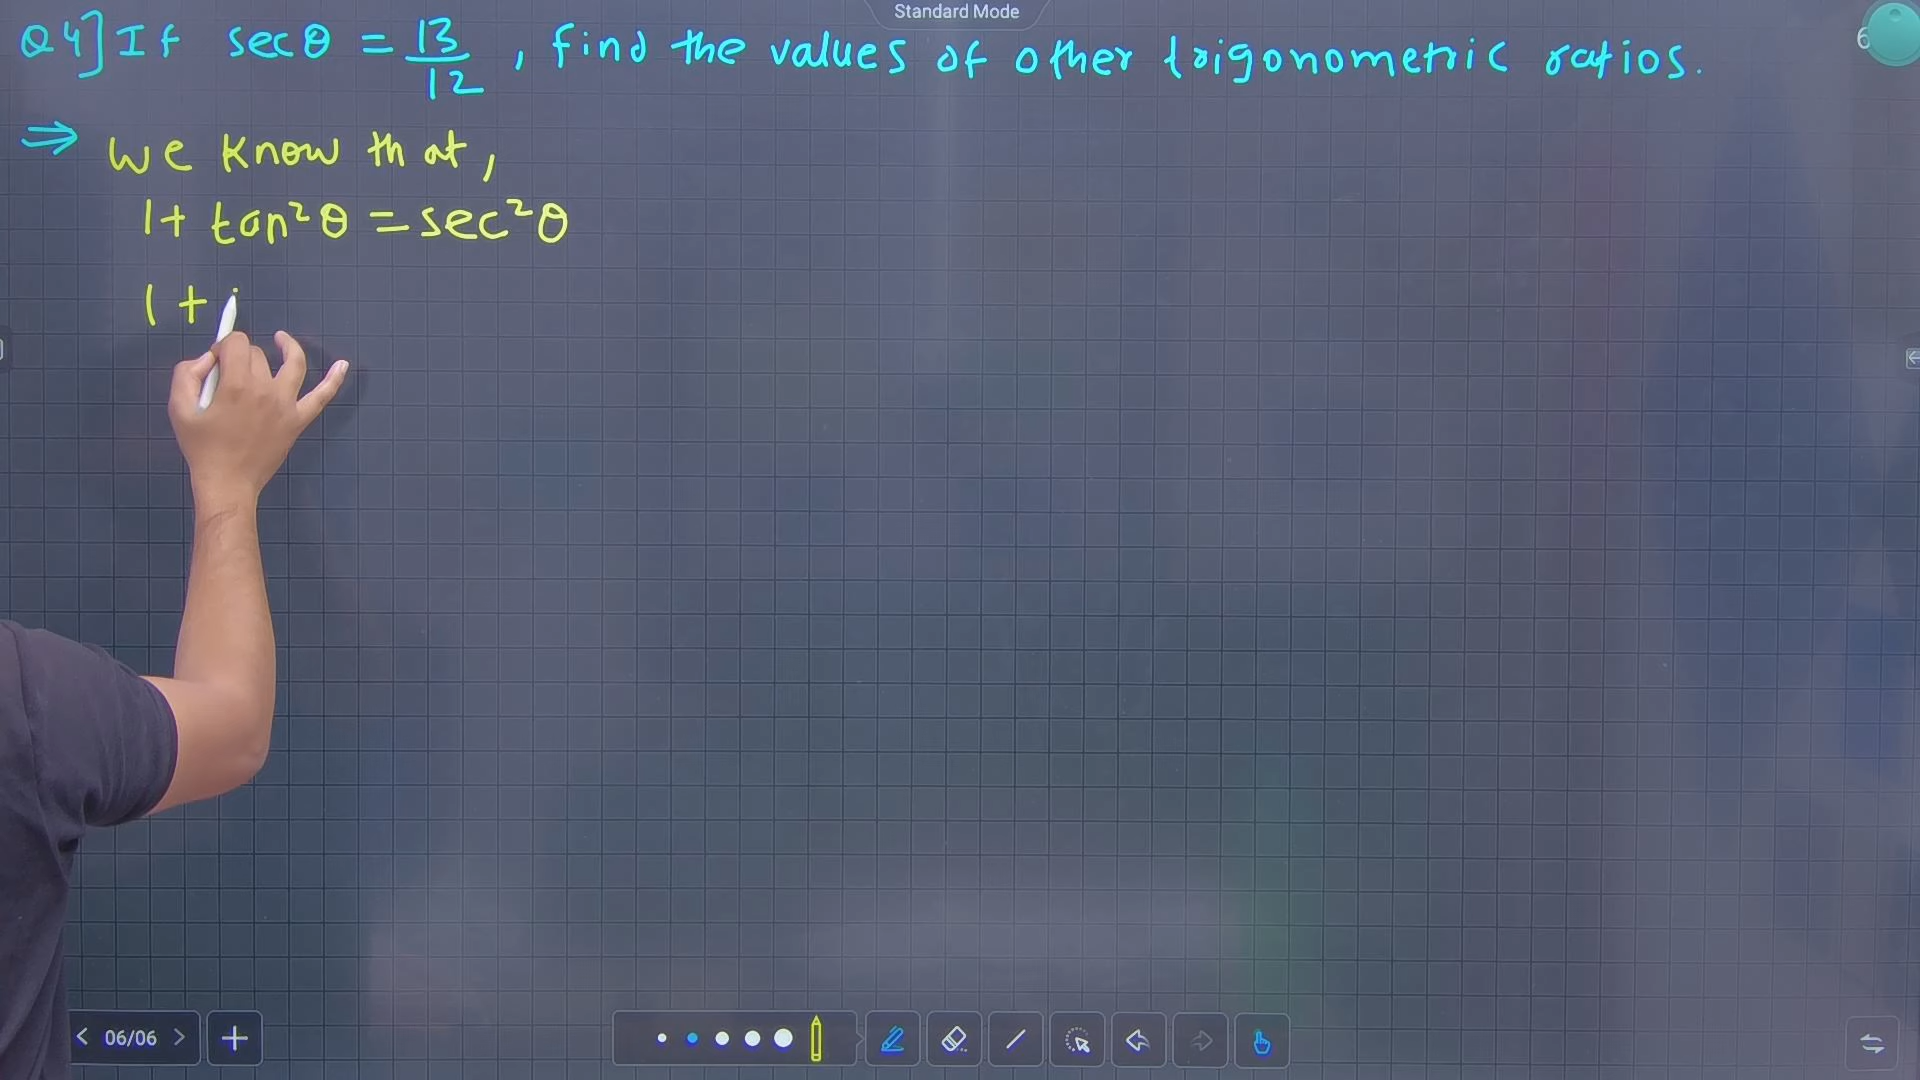 Standard Mode
Q4] If secθ = 13/12, find the values of other trigonometric ratios.
6
⇒ We know that,
1 + tan²θ = sec²θ
1 +
06/06